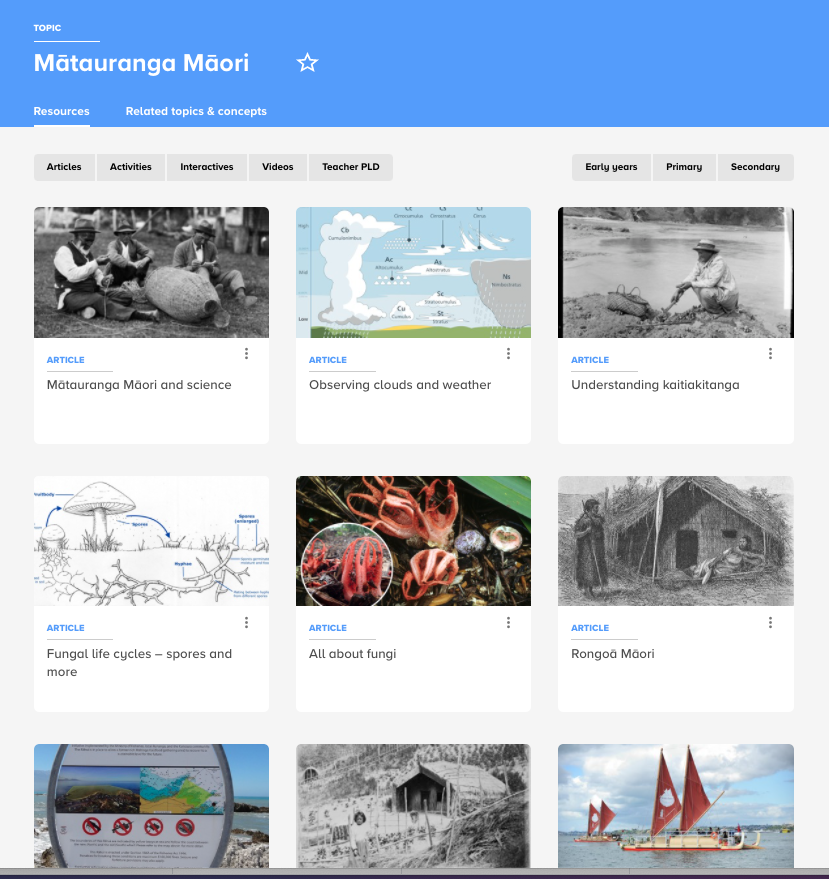 TOPIC
Mātauranga Māori
Resources Related topics & concepts
Articles Activities Interactives Videos Teacher PLD Early years Primary Secondary
High
Mid
Low
Cb
Cumulonimbus
Cc
Cirrocumulus
Cs
Cirrostratus
Ci
Cirrus
Ac
Altocumulus
As
Altostratus
Ns
Nimbostratus
Sc
Stratocumulus
Cu
Cumulus
St
Stratus
ARTICLE
Mātauranga Māori and science
ARTICLE
Observing clouds and weather
ARTICLE
Understanding kaitiakitanga
Fruitbody
Spores
Spores
(enlarged)
Hyphae
ARTICLE
Fungal life cycles – spores and
more
ARTICLE
All about fungi
ARTICLE
Rongoā Māori